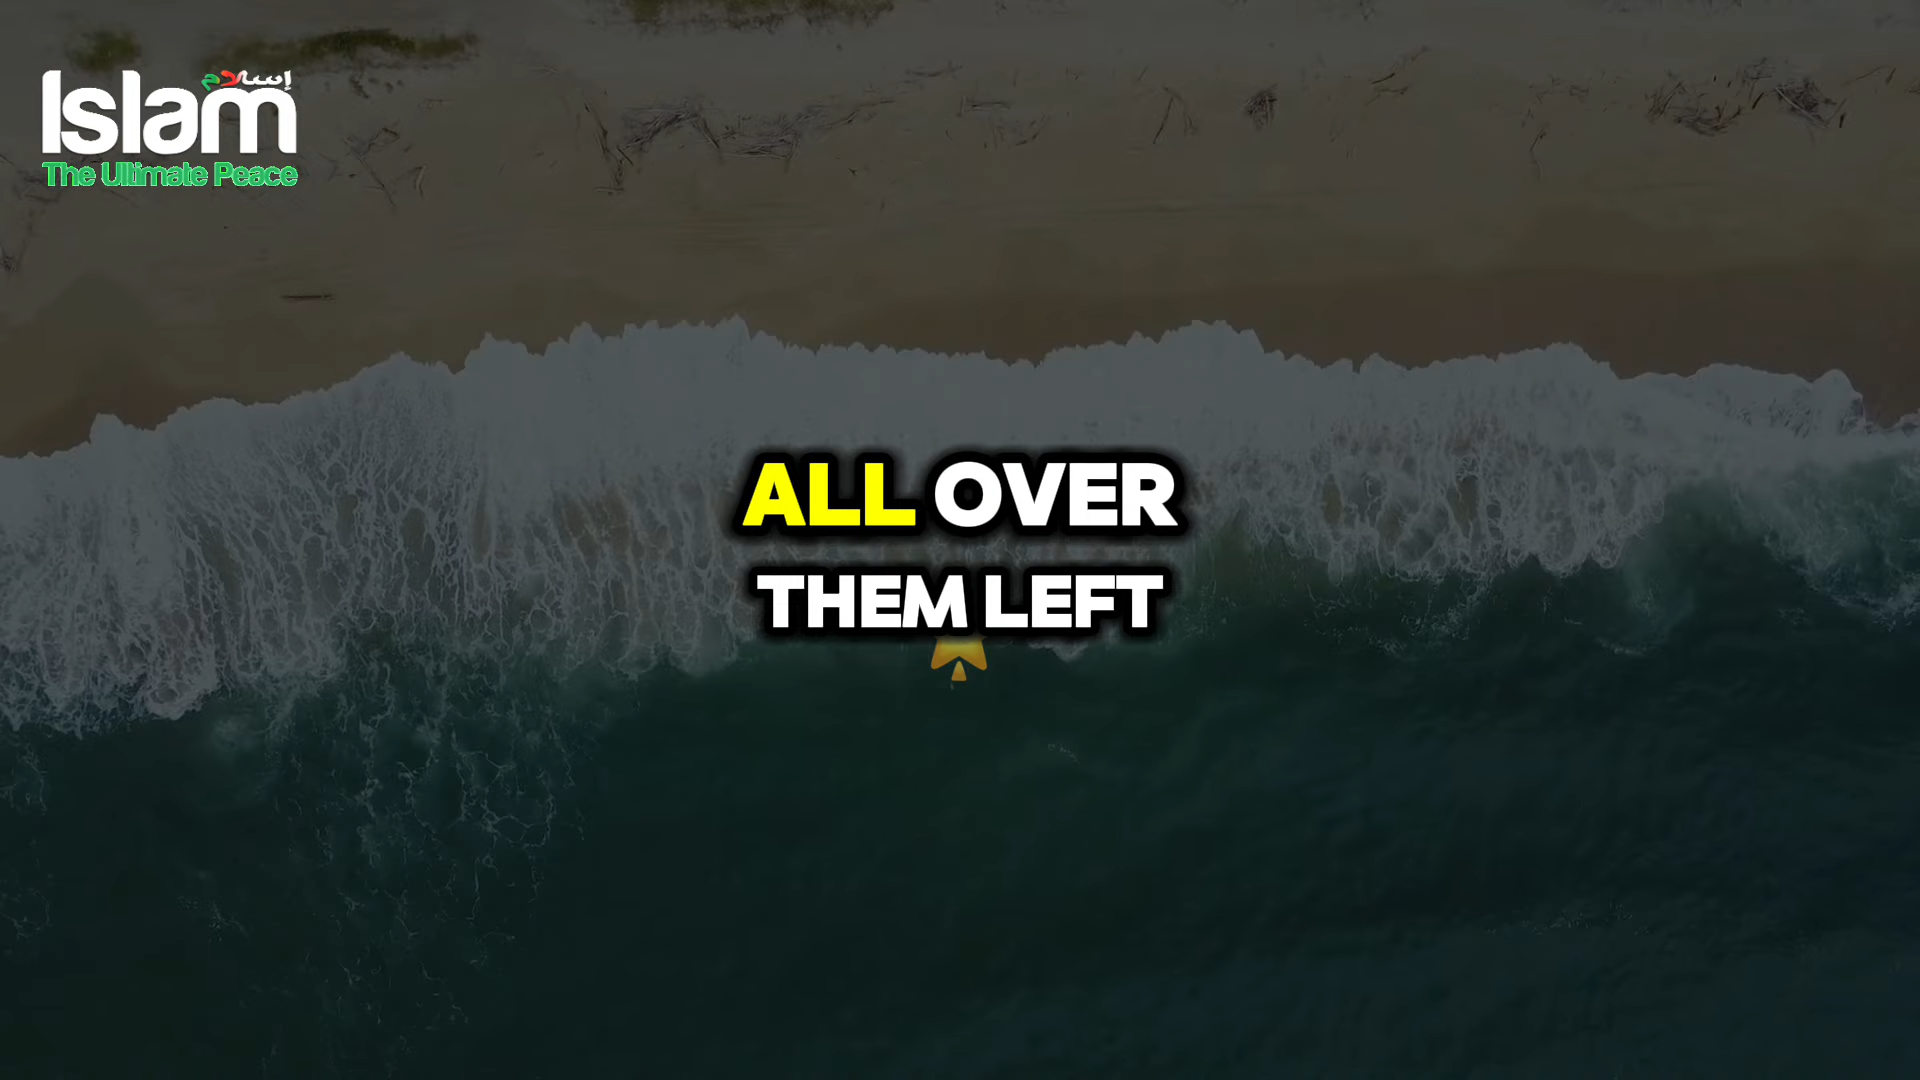 إسلام
Islam
The Ultimate Peace
ALL OVER
THEM LEFT